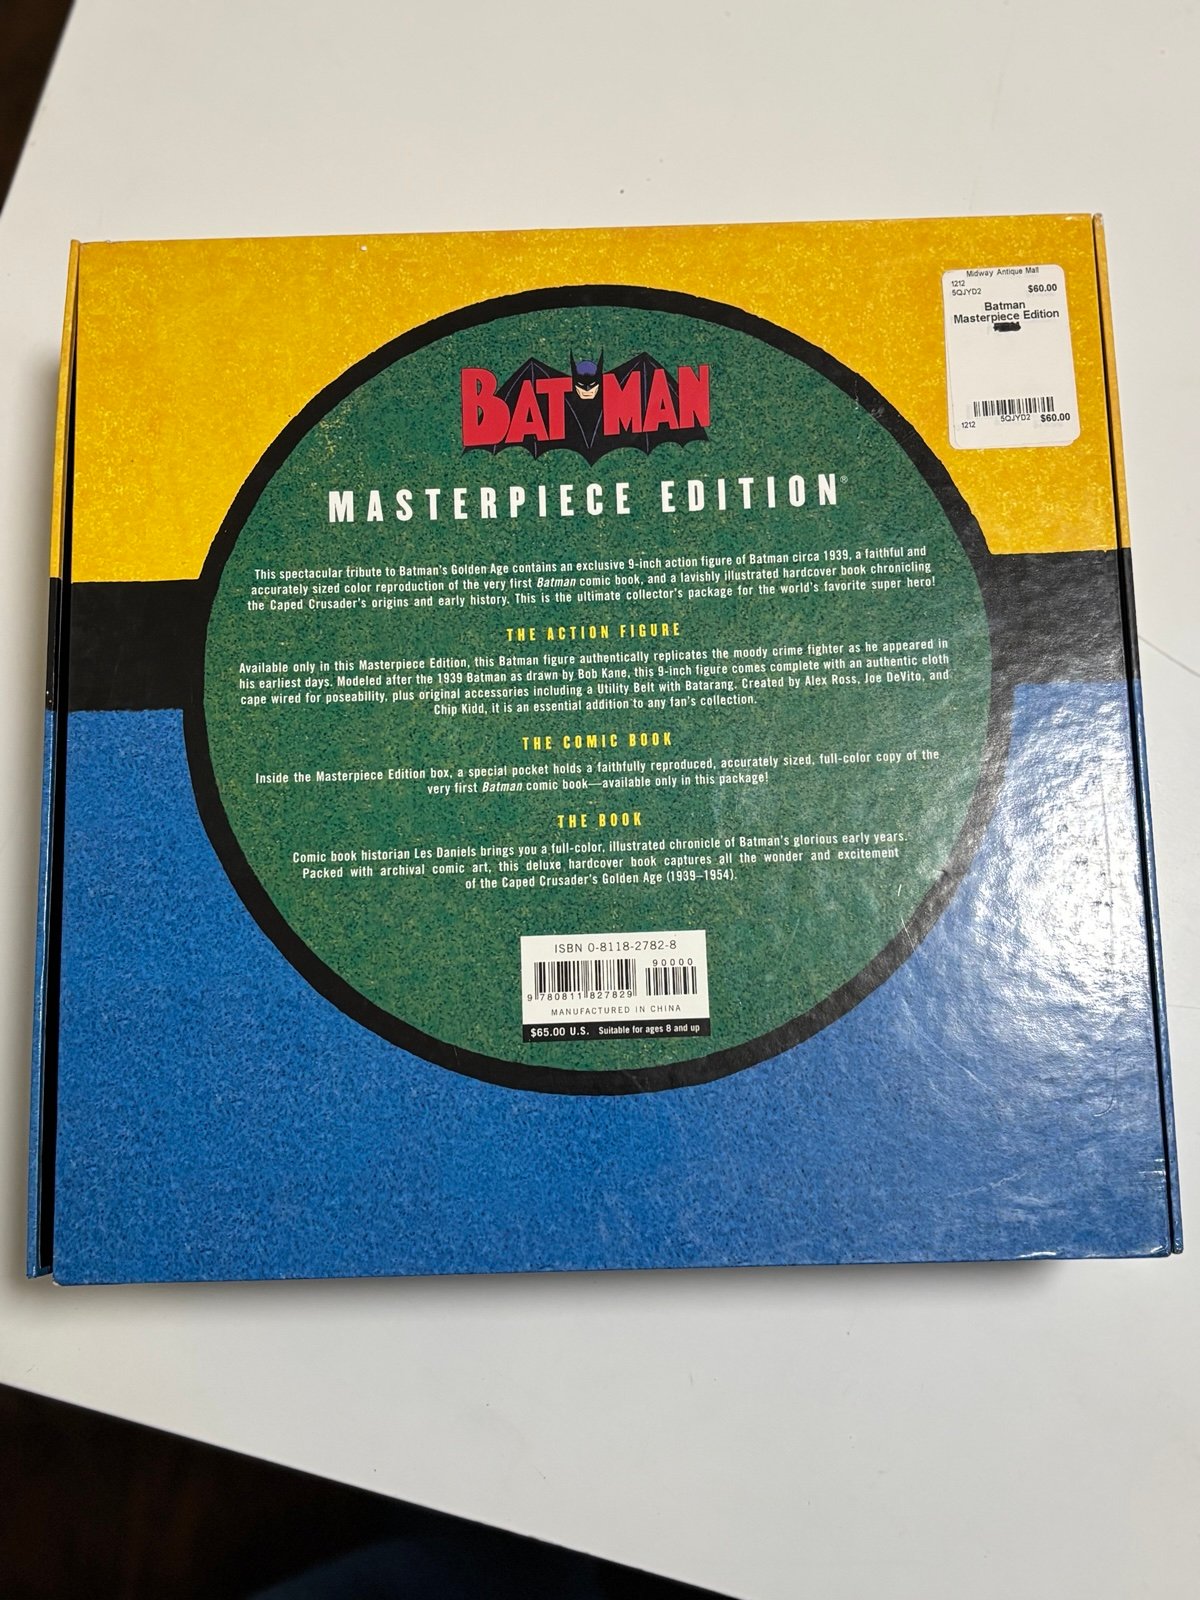 Midway Antique Mall
1212
5QJYD2 $60.00
Batman
Masterpiece Edition
1212 5QJYD2 $60.00
BATMAN
MASTERPIECE EDITION®
This spectacular tribute to Batman's Golden Age contains an exclusive 9-inch action figure of Batman circa 1939, a faithful and
accurately sized color reproduction of the very first Batman comic book, and a lavishly illustrated hardcover book chronicling
the Caped Crusader's origins and early history. This is the ultimate collector's package for the world's favorite super hero!
THE ACTION FIGURE
Available only in this Masterpiece Edition, this Batman figure authentically replicates the moody crime fighter as he appeared in
his earliest days. Modeled after the 1939 Batman as drawn by Bob Kane, this 9-inch figure comes complete with an authentic cloth
cape wired for poseability, plus original accessories including a Utility Belt with Batarang. Created by Alex Ross, Joe DeVito, and
Chip Kidd, it is an essential addition to any fan's collection.
THE COMIC BOOK
Inside the Masterpiece Edition box, a special pocket holds a faithfully reproduced, accurately sized, full-color copy of the
very first Batman comic book—available only in this package!
THE BOOK
Comic book historian Les Daniels brings you a full-color, illustrated chronicle of Batman's glorious early years.
Packed with archival comic art, this deluxe hardcover book captures all the wonder and excitement
of the Caped Crusader's Golden Age (1939–1954).
ISBN 0-8118-2782-8
90000
9 780811 827829
MANUFACTURED IN CHINA
$65.00 U.S. Suitable for ages 8 and up